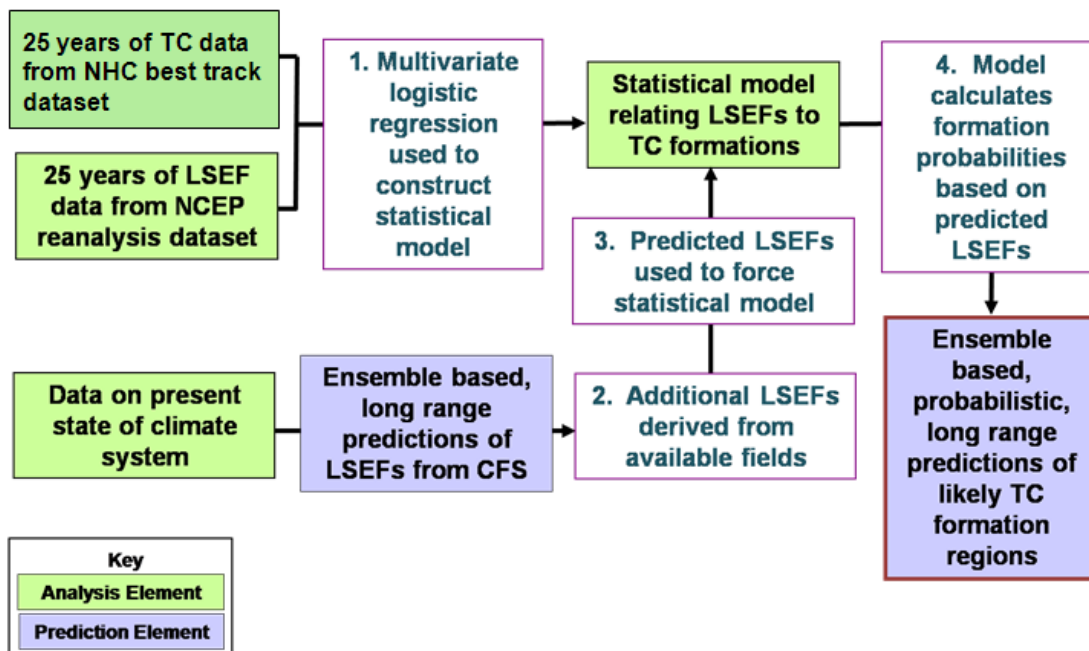 25 years of TC data
from NHC best track
dataset
25 years of LSEF
data from NCEP
reanalysis dataset
1. Multivariate
logistic
regression
used to
construct
statistical
model
Statistical model
relating LSEFs to
TC formations
4. Model
calculates
formation
probabilities
based on
predicted
LSEFs
3. Predicted LSEFs
used to force
statistical model
Data on present
state of climate
system
Ensemble based,
long range
predictions of
LSEFs from CFS
2. Additional LSEFs
derived from
available fields
Ensemble
based,
probabilistic,
long range
predictions of
likely TC
formation
regions
Key
Analysis Element
Prediction Element